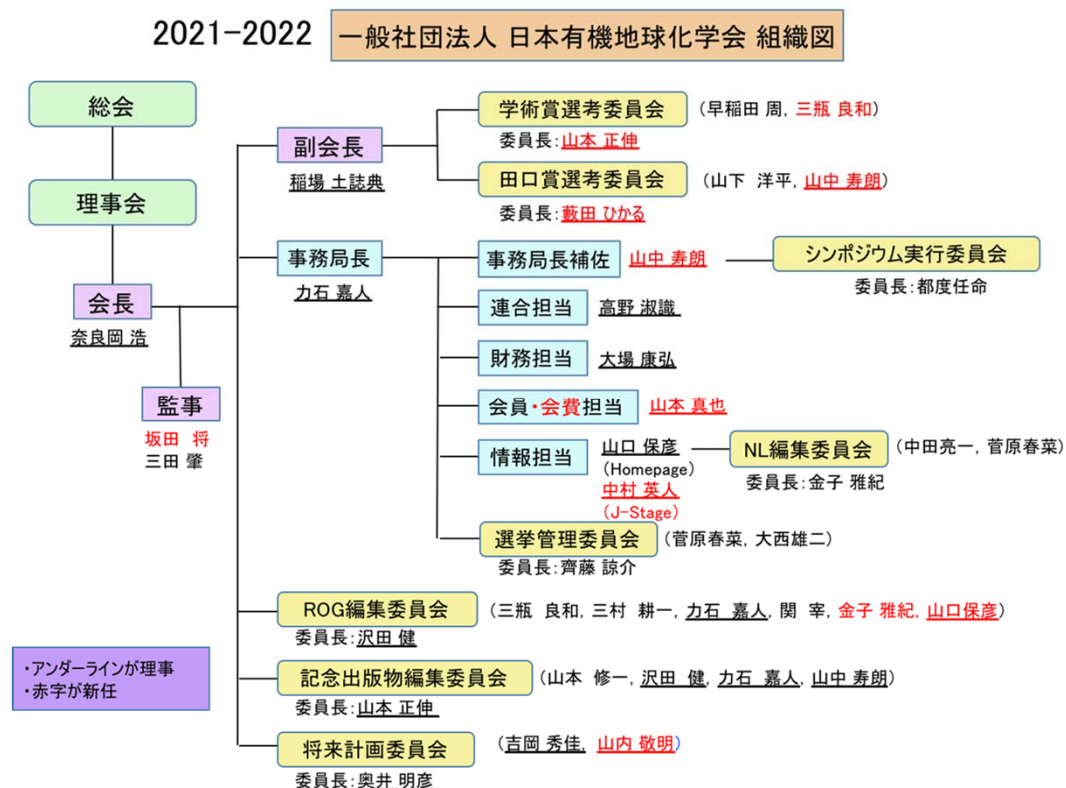 2021-2022 一般社団法人 日本有機地球化学会 組織図
総会
理事会
会長
奈良岡 浩
監事
坂田 将
三田 肇
副会長
稲場 土誌典
学術賞選考委員会 (早稲田 周, 三瓶 良和)
委員長:山本 正伸
田口賞選考委員会 (山下 洋平, 山中 寿朗)
委員長:藪田 ひかる
事務局長
力石 嘉人
事務局長補佐 山中 寿朗
シンポジウム実行委員会
委員長:都度任命
連合担当 高野 淑識
財務担当 大場 康弘
会員・会費担当 山本 真也
情報担当 山口 保彦
(Homepage)
中村 英人
(J-Stage)
NL編集委員会 (中田亮一, 菅原春菜)
委員長:金子 雅紀
選挙管理委員会 (菅原春菜, 大西雄二)
委員長:齊藤 諒介
ROG編集委員会 (三瓶 良和, 三村 耕一, 力石 嘉人, 関 宰, 金子 雅紀, 山口保彦)
委員長:沢田 健
記念出版物編集委員会 (山本 修一, 沢田 健, 力石 嘉人, 山中 寿朗)
委員長:山本 正伸
将来計画委員会 (吉岡 秀佳, 山内 敬明)
委員長:奥井 明彦
・アンダーラインが理事
・赤字が新任